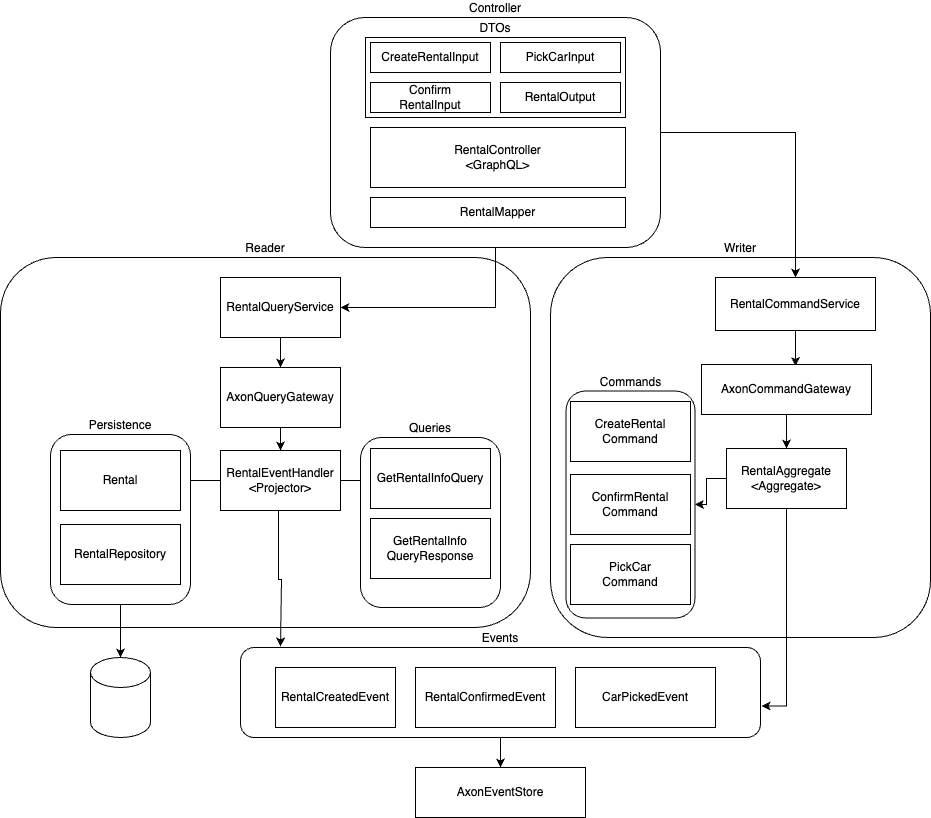 Controller
DTOs
CreateRentalInput
PickCarInput
Confirm
RentalInput
RentalOutput
RentalController
<GraphQL>
RentalMapper
Reader
Writer
RentalQueryService
RentalCommandService
AxonQueryGateway
AxonCommandGateway
Persistence
Rental
RentalRepository
RentalEventHandler
<Projector>
Queries
GetRentalInfoQuery
GetRentalInfo
QueryResponse
Commands
CreateRental
Command
ConfirmRental
Command
PickCar
Command
RentalAggregate
<Aggregate>
Events
RentalCreatedEvent
RentalConfirmedEvent
CarPickedEvent
AxonEventStore